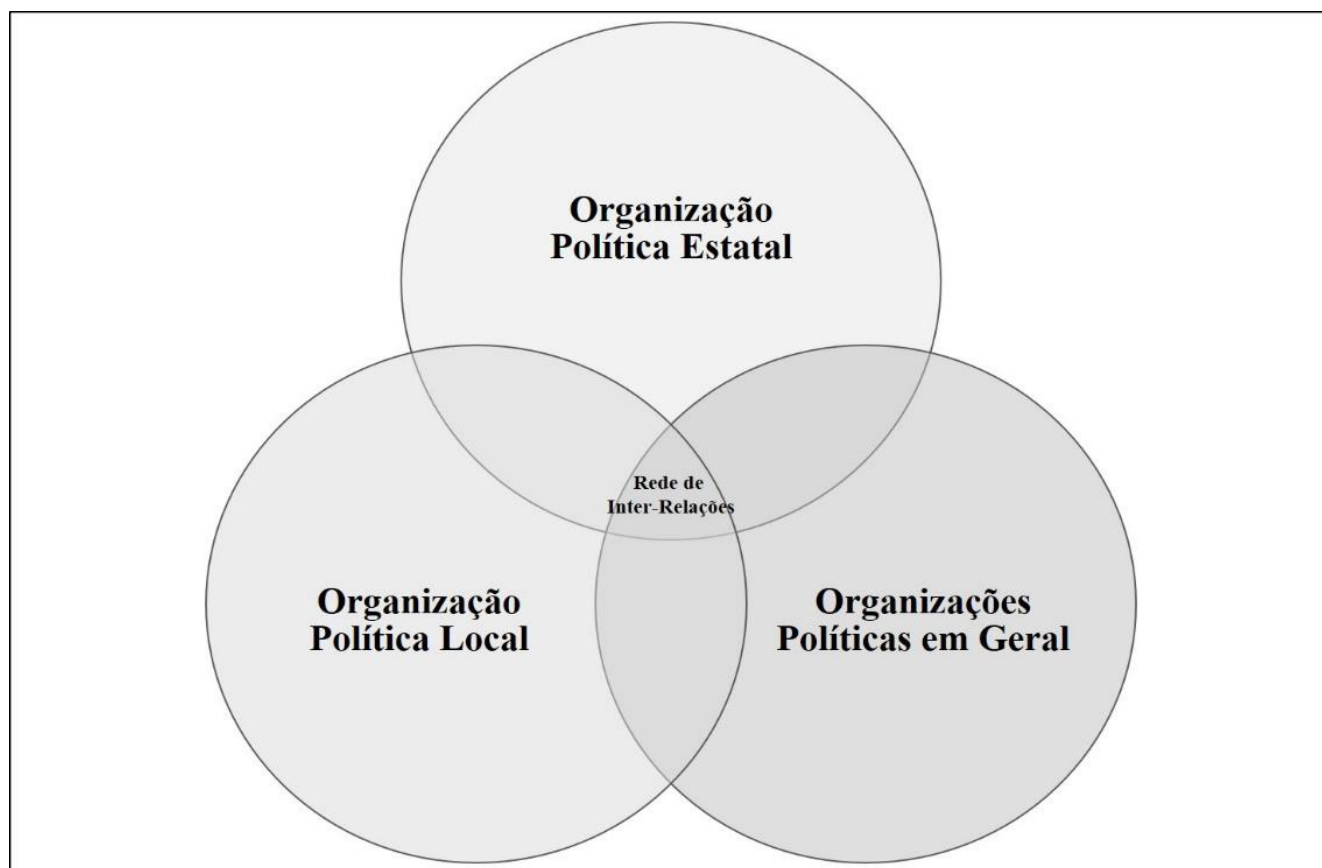 Organização
Política Estatal
Rede de
Inter-Relações
Organização
Política Local
Organizações
Políticas em Geral